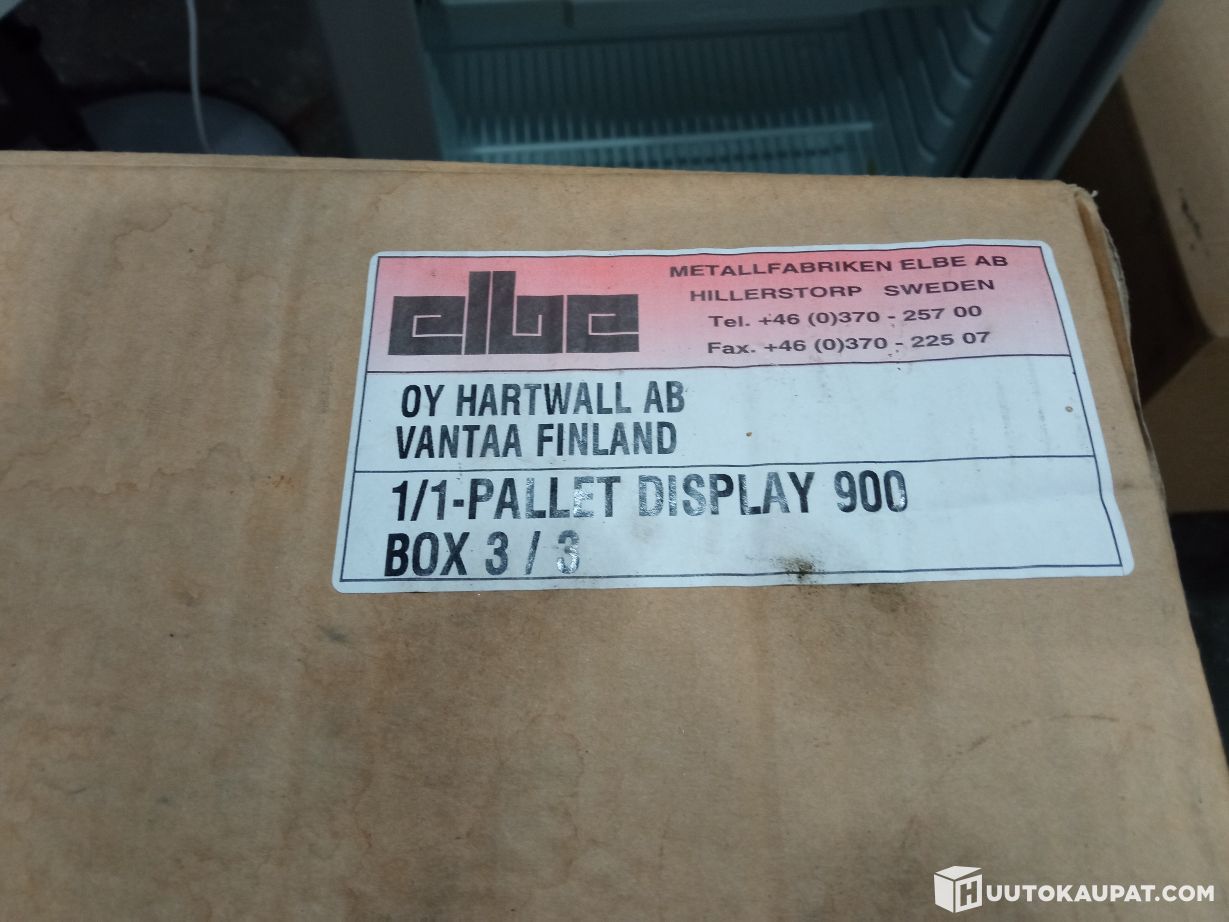 elbe
METALLFABRIKEN ELBE AB
HILLERSTORP SWEDEN
Tel. +46 (0)370 - 257 00
Fax. +46 (0)370 - 225 07
OY HARTWALL AB
VANTAA FINLAND
1/1-PALLET DISPLAY 900
BOX 3 / 3
HUUTOKAUPAT.COM